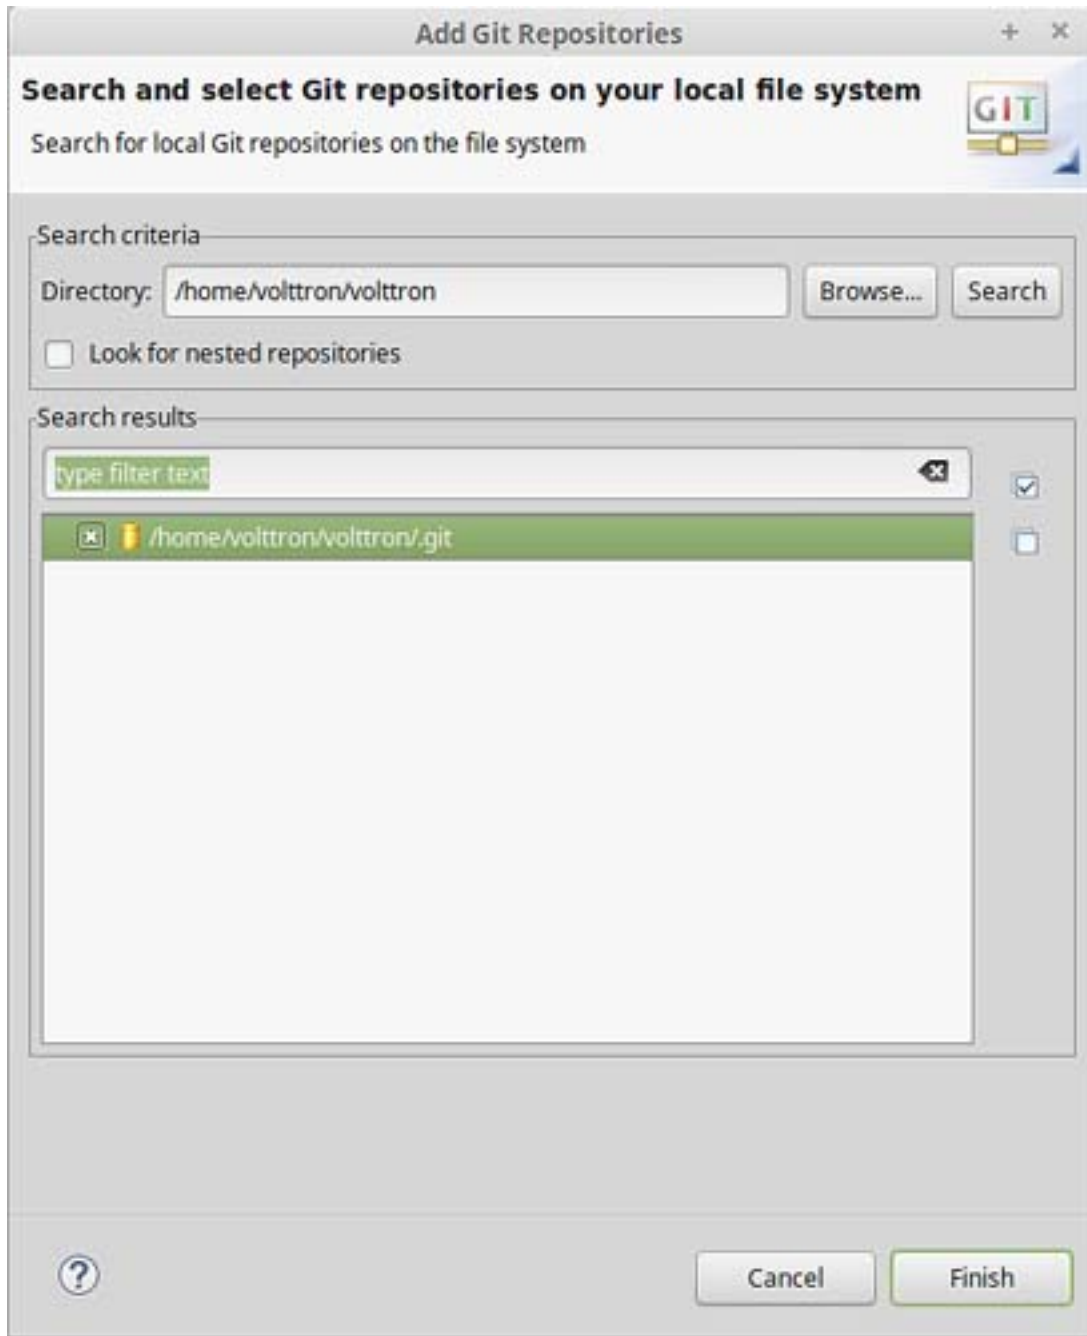 Add Git Repositories
Search and select Git repositories on your local file system
Search for local Git repositories on the file system
GIT
Search criteria
Directory: /home/volttron/volttron Browse... Search
Look for nested repositories
Search results
type filter text
/home/volttron/volttron/.git
Cancel Finish